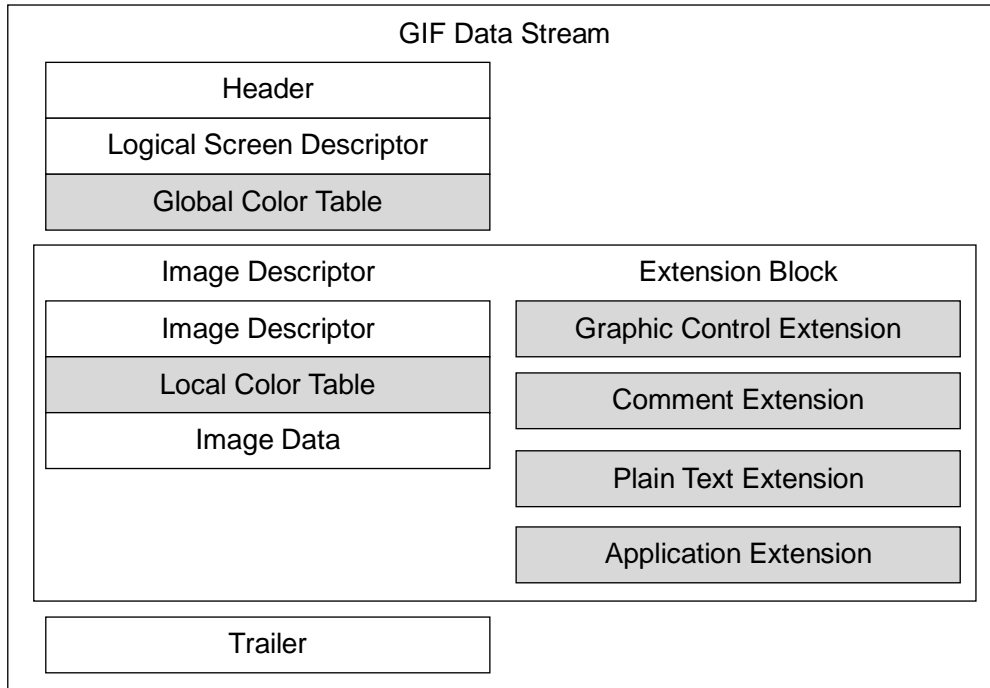 GIF Data Stream
Header
Logical Screen Descriptor
Global Color Table
Image Descriptor
Image Descriptor
Local Color Table
Image Data
Extension Block
Graphic Control Extension
Comment Extension
Plain Text Extension
Application Extension
Trailer